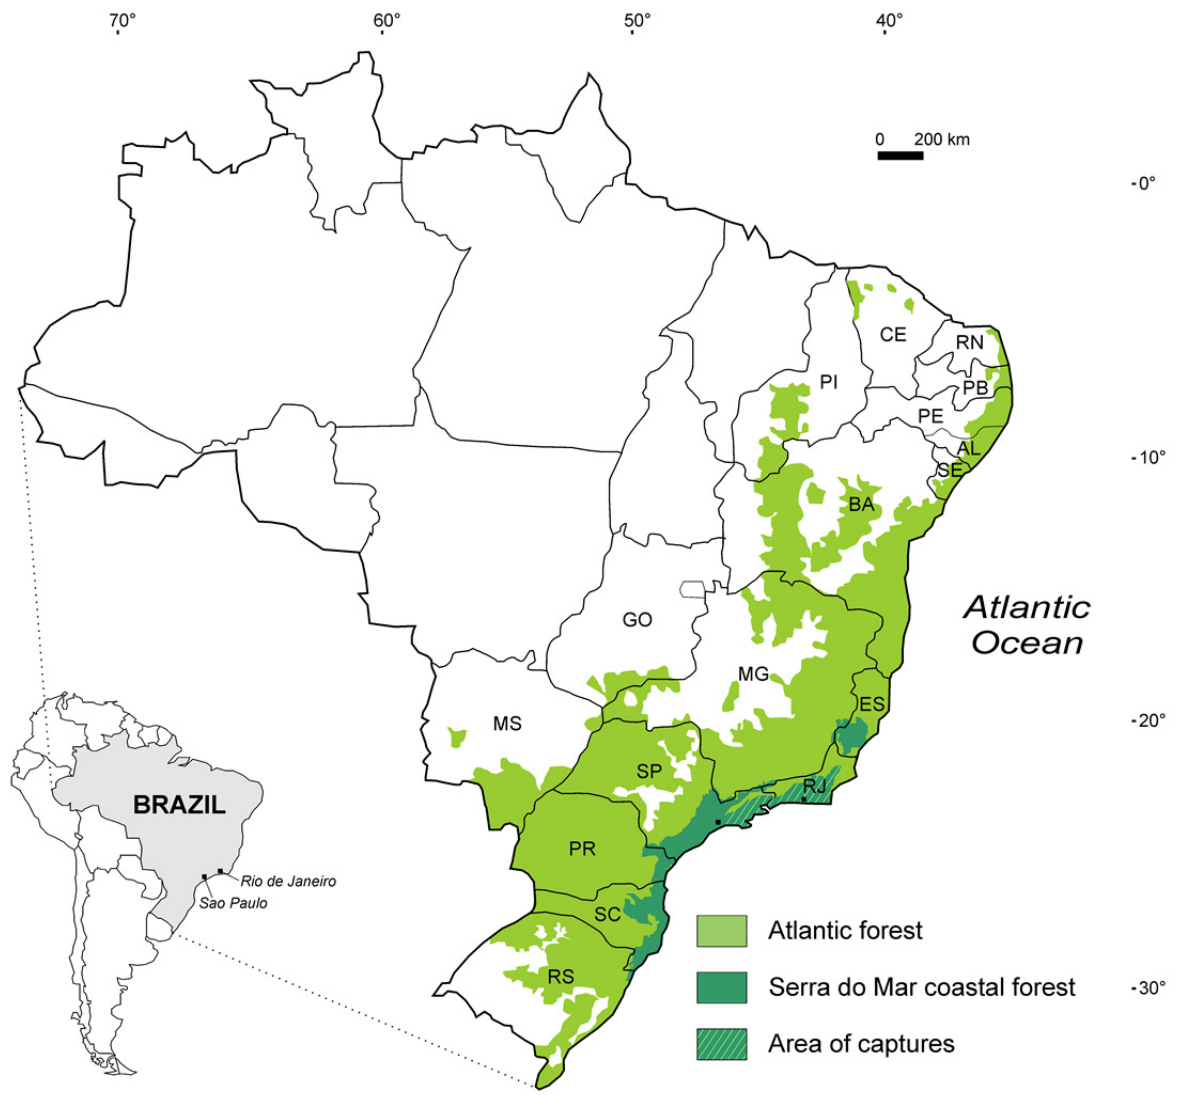 70° 60° 50° 40°
0 200 km
-0°
CE
RN
PI
PB
PE
AL
-10°
SE
BA
Atlantic
Ocean
GO
MG
ES
MS
-20°
SP
RJ
BRAZIL
PR
Rio de Janeiro
Sao Paulo
SC
Atlantic forest
RS
Serra do Mar coastal forest
-30°
Area of captures